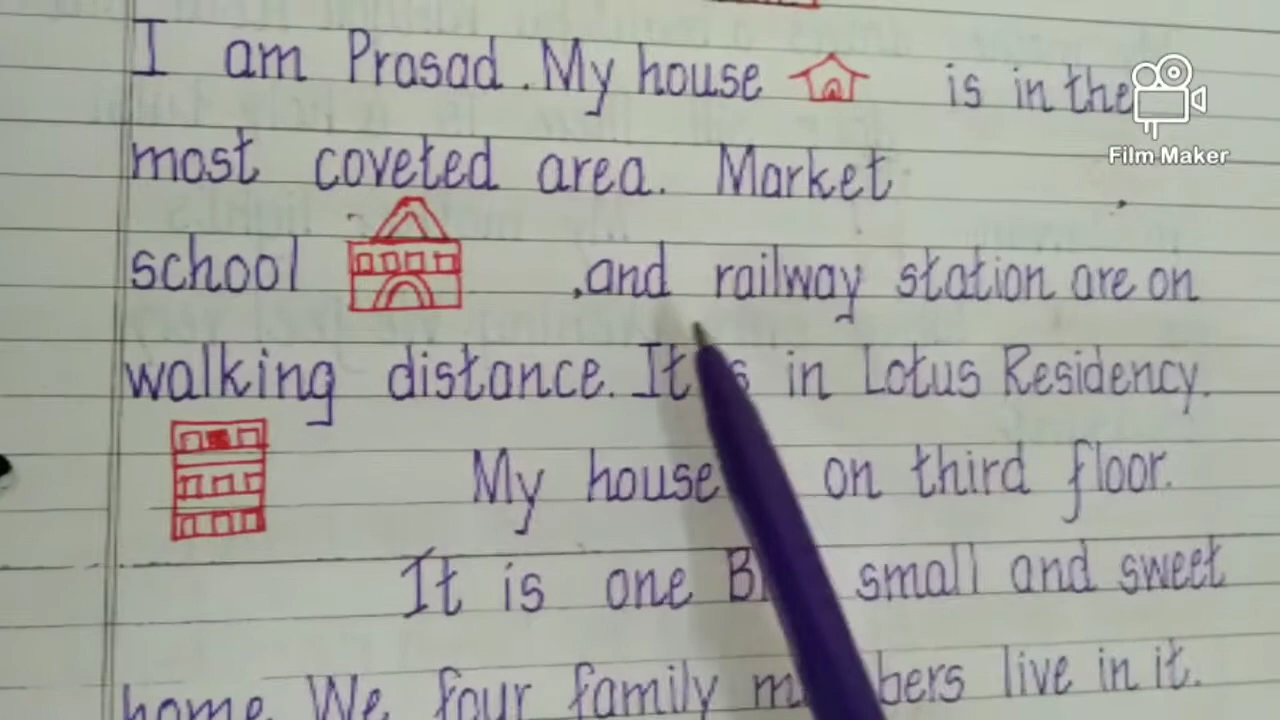 I am Prasad. My house is in the
most coveted area. Market
school , and railway station are on
walking distance. It s in Lotus Residency.
My house on third floor.
It is one B small and sweet
home. We four family m bers live in it.
Film Maker